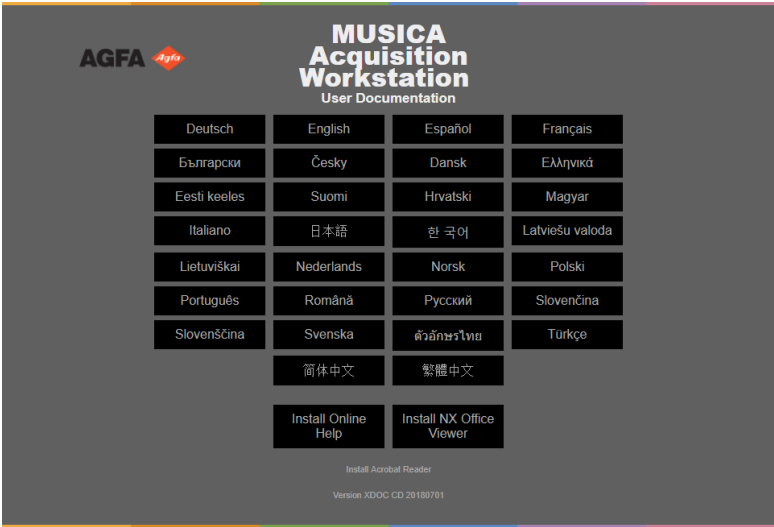 AGFA Agfa
MUSICA
Acquisition
Workstation
User Documentation
Deutsch English Español Français
Български Česky Dansk Ελληνικά
Eesti keeles Suomi Hrvatski Magyar
Italiano 日本語 한국어 Latviešu valoda
Lietuviškai Nederlands Norsk Polski
Português Română Русский Slovenčina
Slovenščina Svenska ตัวอักษรไทย Türkçe
简体中文 繁體中文
Install Online Install NX Office
Help Viewer
Install Acrobat Reader
Version XDOC CD 20180701